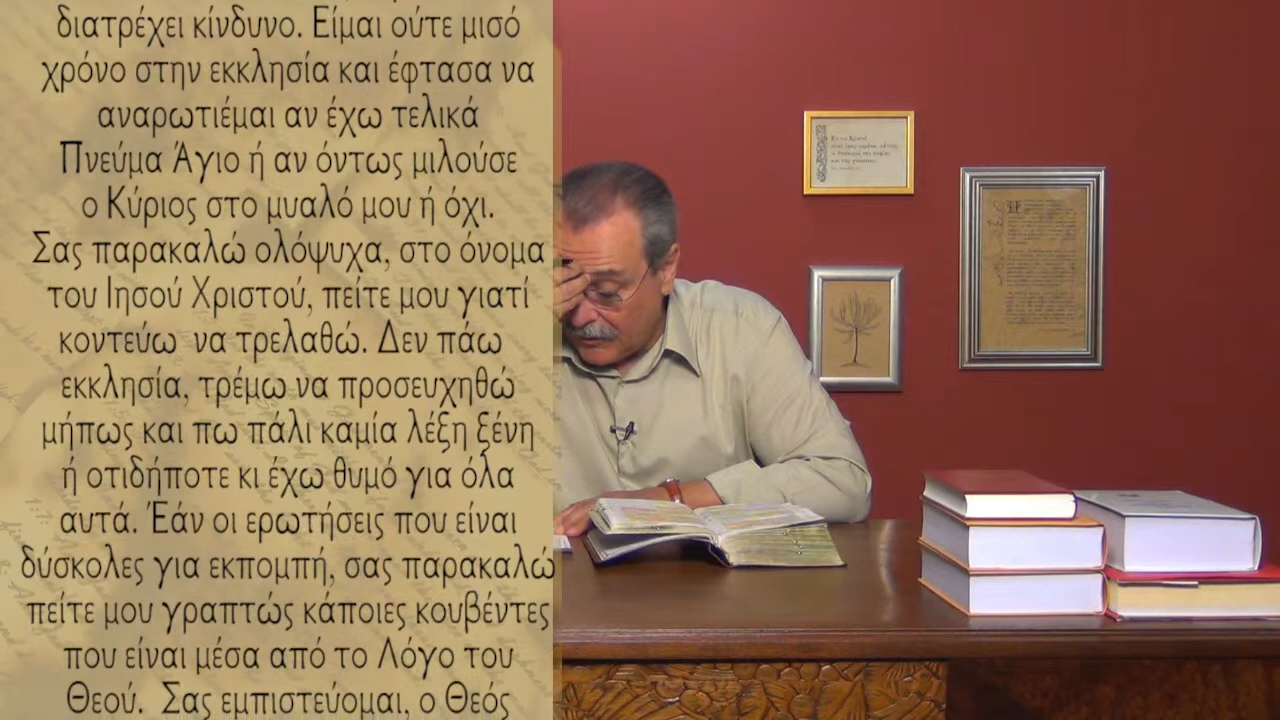 διατρέχει κίνδυνο. Είμαι ούτε μισό
χρόνο στην εκκλησία και έφτασα να
αναρωτιέμαι αν έχω τελικά
Πνεύμα Άγιο ή αν όντως μιλούσε
ο Κύριος στο μυαλό μου ή όχι.
Σας παρακαλώ ολόψυχα, στο όνομα
του Ιησού Χριστού, πείτε μου γιατί
κοντεύω να τρελαθώ. Δεν πάω
εκκλησία, τρέμω να προσευχηθώ
μήπως και πω πάλι καμία λέξη ξένη
ή οτιδήποτε κι έχω θυμό για όλα
αυτά. Έάν οι ερωτήσεις που είναι
δύσκολες για εκπομπή, σας παρακαλώ
πείτε μου γραπτώς κάποιες κουβέντες
που είναι μέσα από το Λόγο του
Θεού. Σας εμπιστεύομαι, ο Θεός